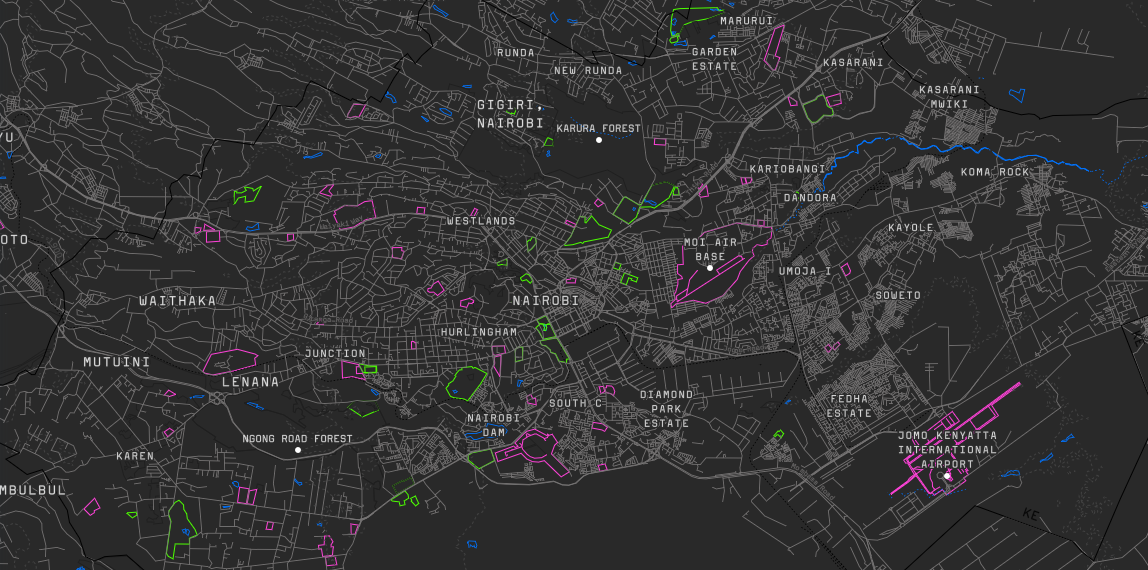 MARURUI
RUNDA
GARDEN
ESTATE
NEW RUNDA
KASARANI
KASARANI
MWIKI
GIGIRI,
NAIROBI
KARURA FOREST
YU
KARIOBANGI
KOMA ROCK
DANDORA
WESTLANDS
KAYOLE
OTO
MOI AIR
BASE
UMOJA I
WAITHAKA
NAIROBI
SOWETO
HURLINGHAM
JUNCTION
MUTUINI
LENANA
DIAMOND
PARK
ESTATE
SOUTH C
FEDHA
ESTATE
NAIROBI
DAM
NGONG ROAD FOREST
JOMO KENYATTA
INTERNATIONAL
AIRPORT
KAREN
MBULBUL
KE